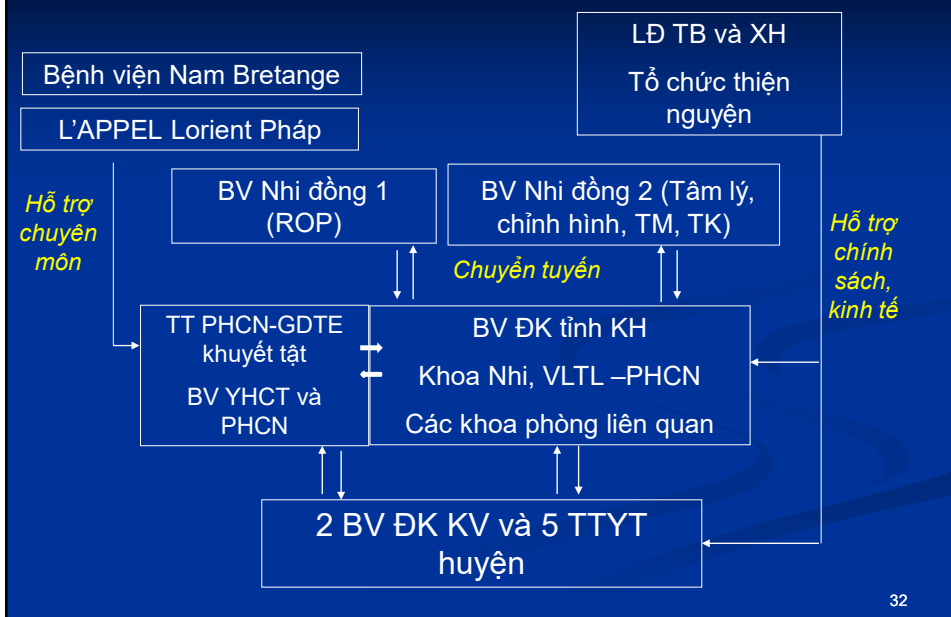 LĐ TB và XH
Tổ chức thiện
nguyện
Bệnh viện Nam Bretange
L’APPEL Lorient Pháp
Hỗ trợ
chuyên
môn
BV Nhi đồng 1
(ROP)
BV Nhi đồng 2 (Tâm lý,
chỉnh hình, TM, TK)
Hỗ trợ
chính
sách,
kinh tế
Chuyển tuyến
TT PHCN-GDTE
khuyết tật
BV YHCT và
PHCN
BV ĐK tỉnh KH
Khoa Nhi, VLTL –PHCN
Các khoa phòng liên quan
2 BV ĐK KV và 5 TTYT
huyện
32